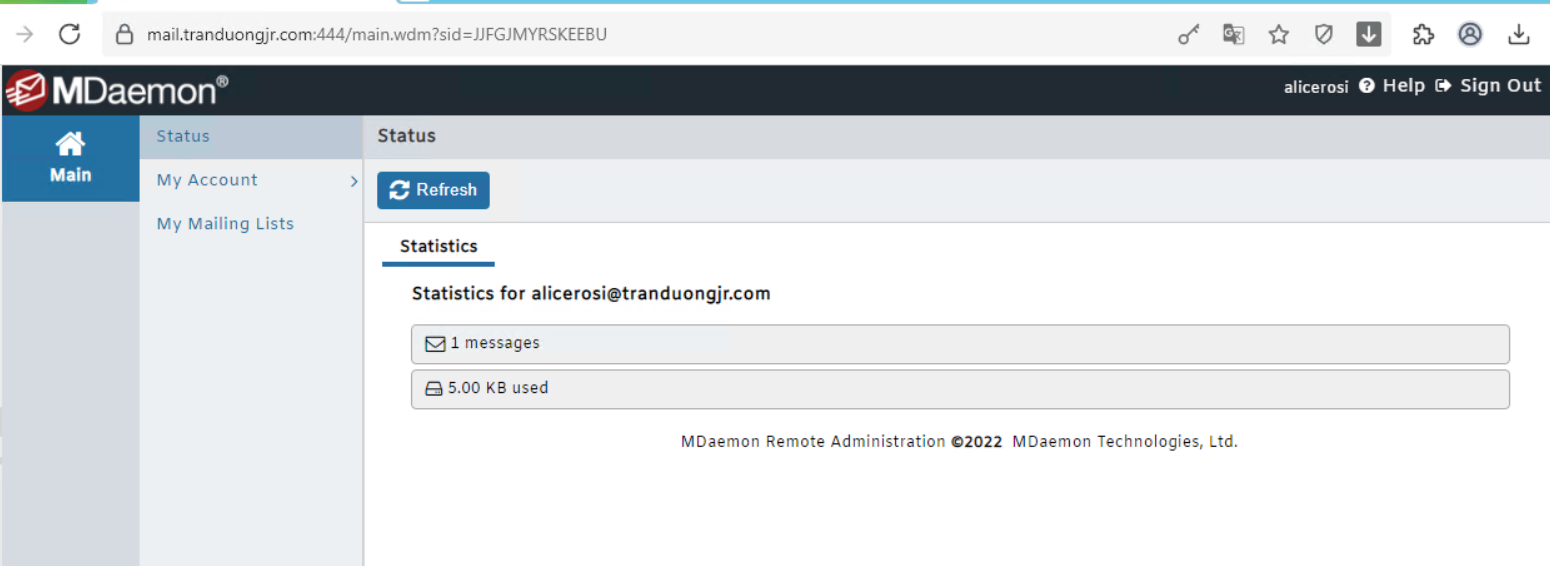 mail.tranduongjr.com:444/main.wdm?sid=JJFGJMYRSKEEBU
MDaemon®
alicerosi Help Sign Out
Main
Status
My Account
My Mailing Lists
Status
Refresh
Statistics
Statistics for alicerosi@tranduongjr.com
1 messages
5.00 KB used
MDaemon Remote Administration ©2022 MDaemon Technologies, Ltd.